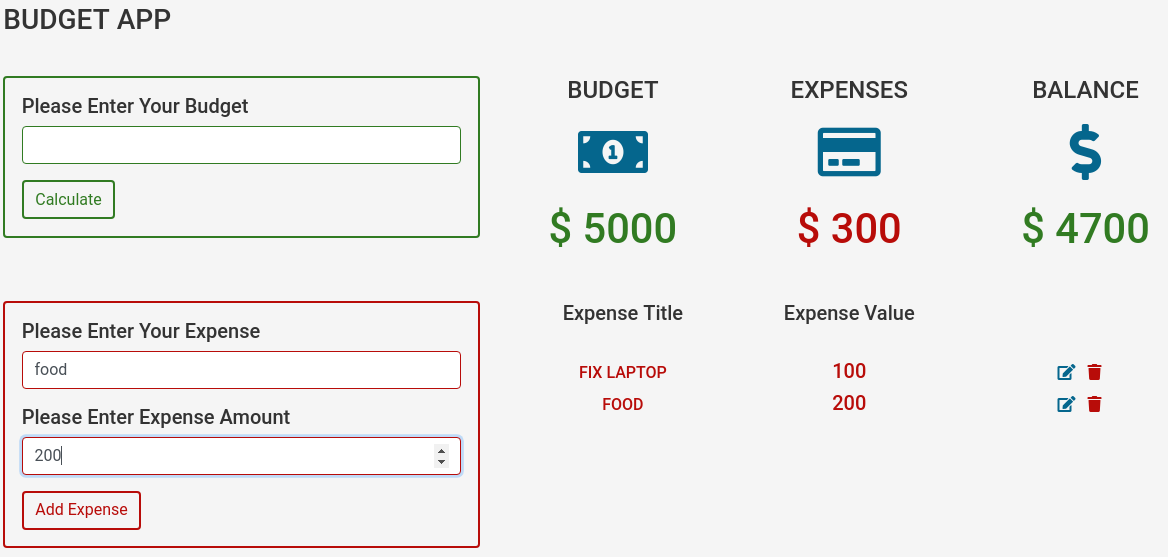 BUDGET APP
Please Enter Your Budget
Calculate
BUDGET EXPENSES BALANCE
1
$ 5000 $ 300 $ 4700
Please Enter Your Expense
food
Please Enter Expense Amount
200
Add Expense
Expense Title Expense Value
FIX LAPTOP 100
FOOD 200